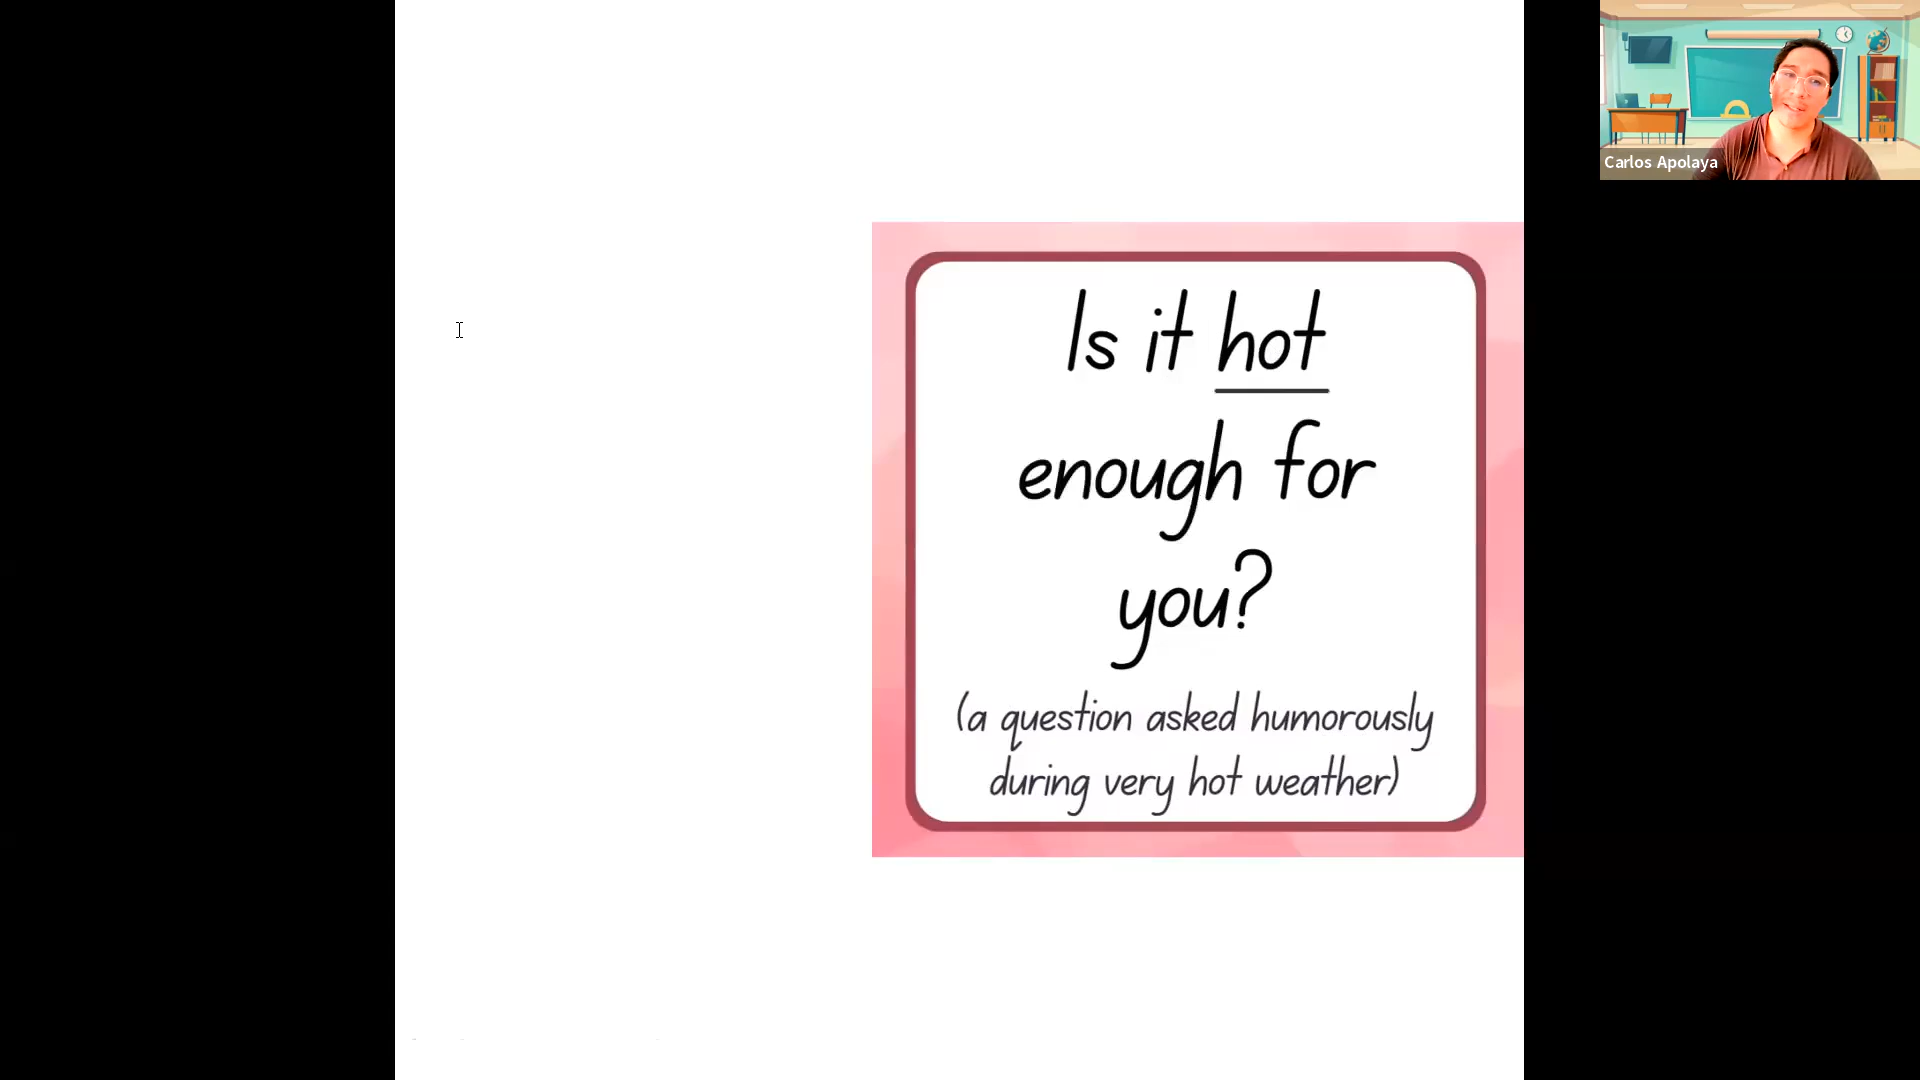 Is it hot
enough for
you?
(a question asked humorously
during very hot weather)
Carlos Apolaya